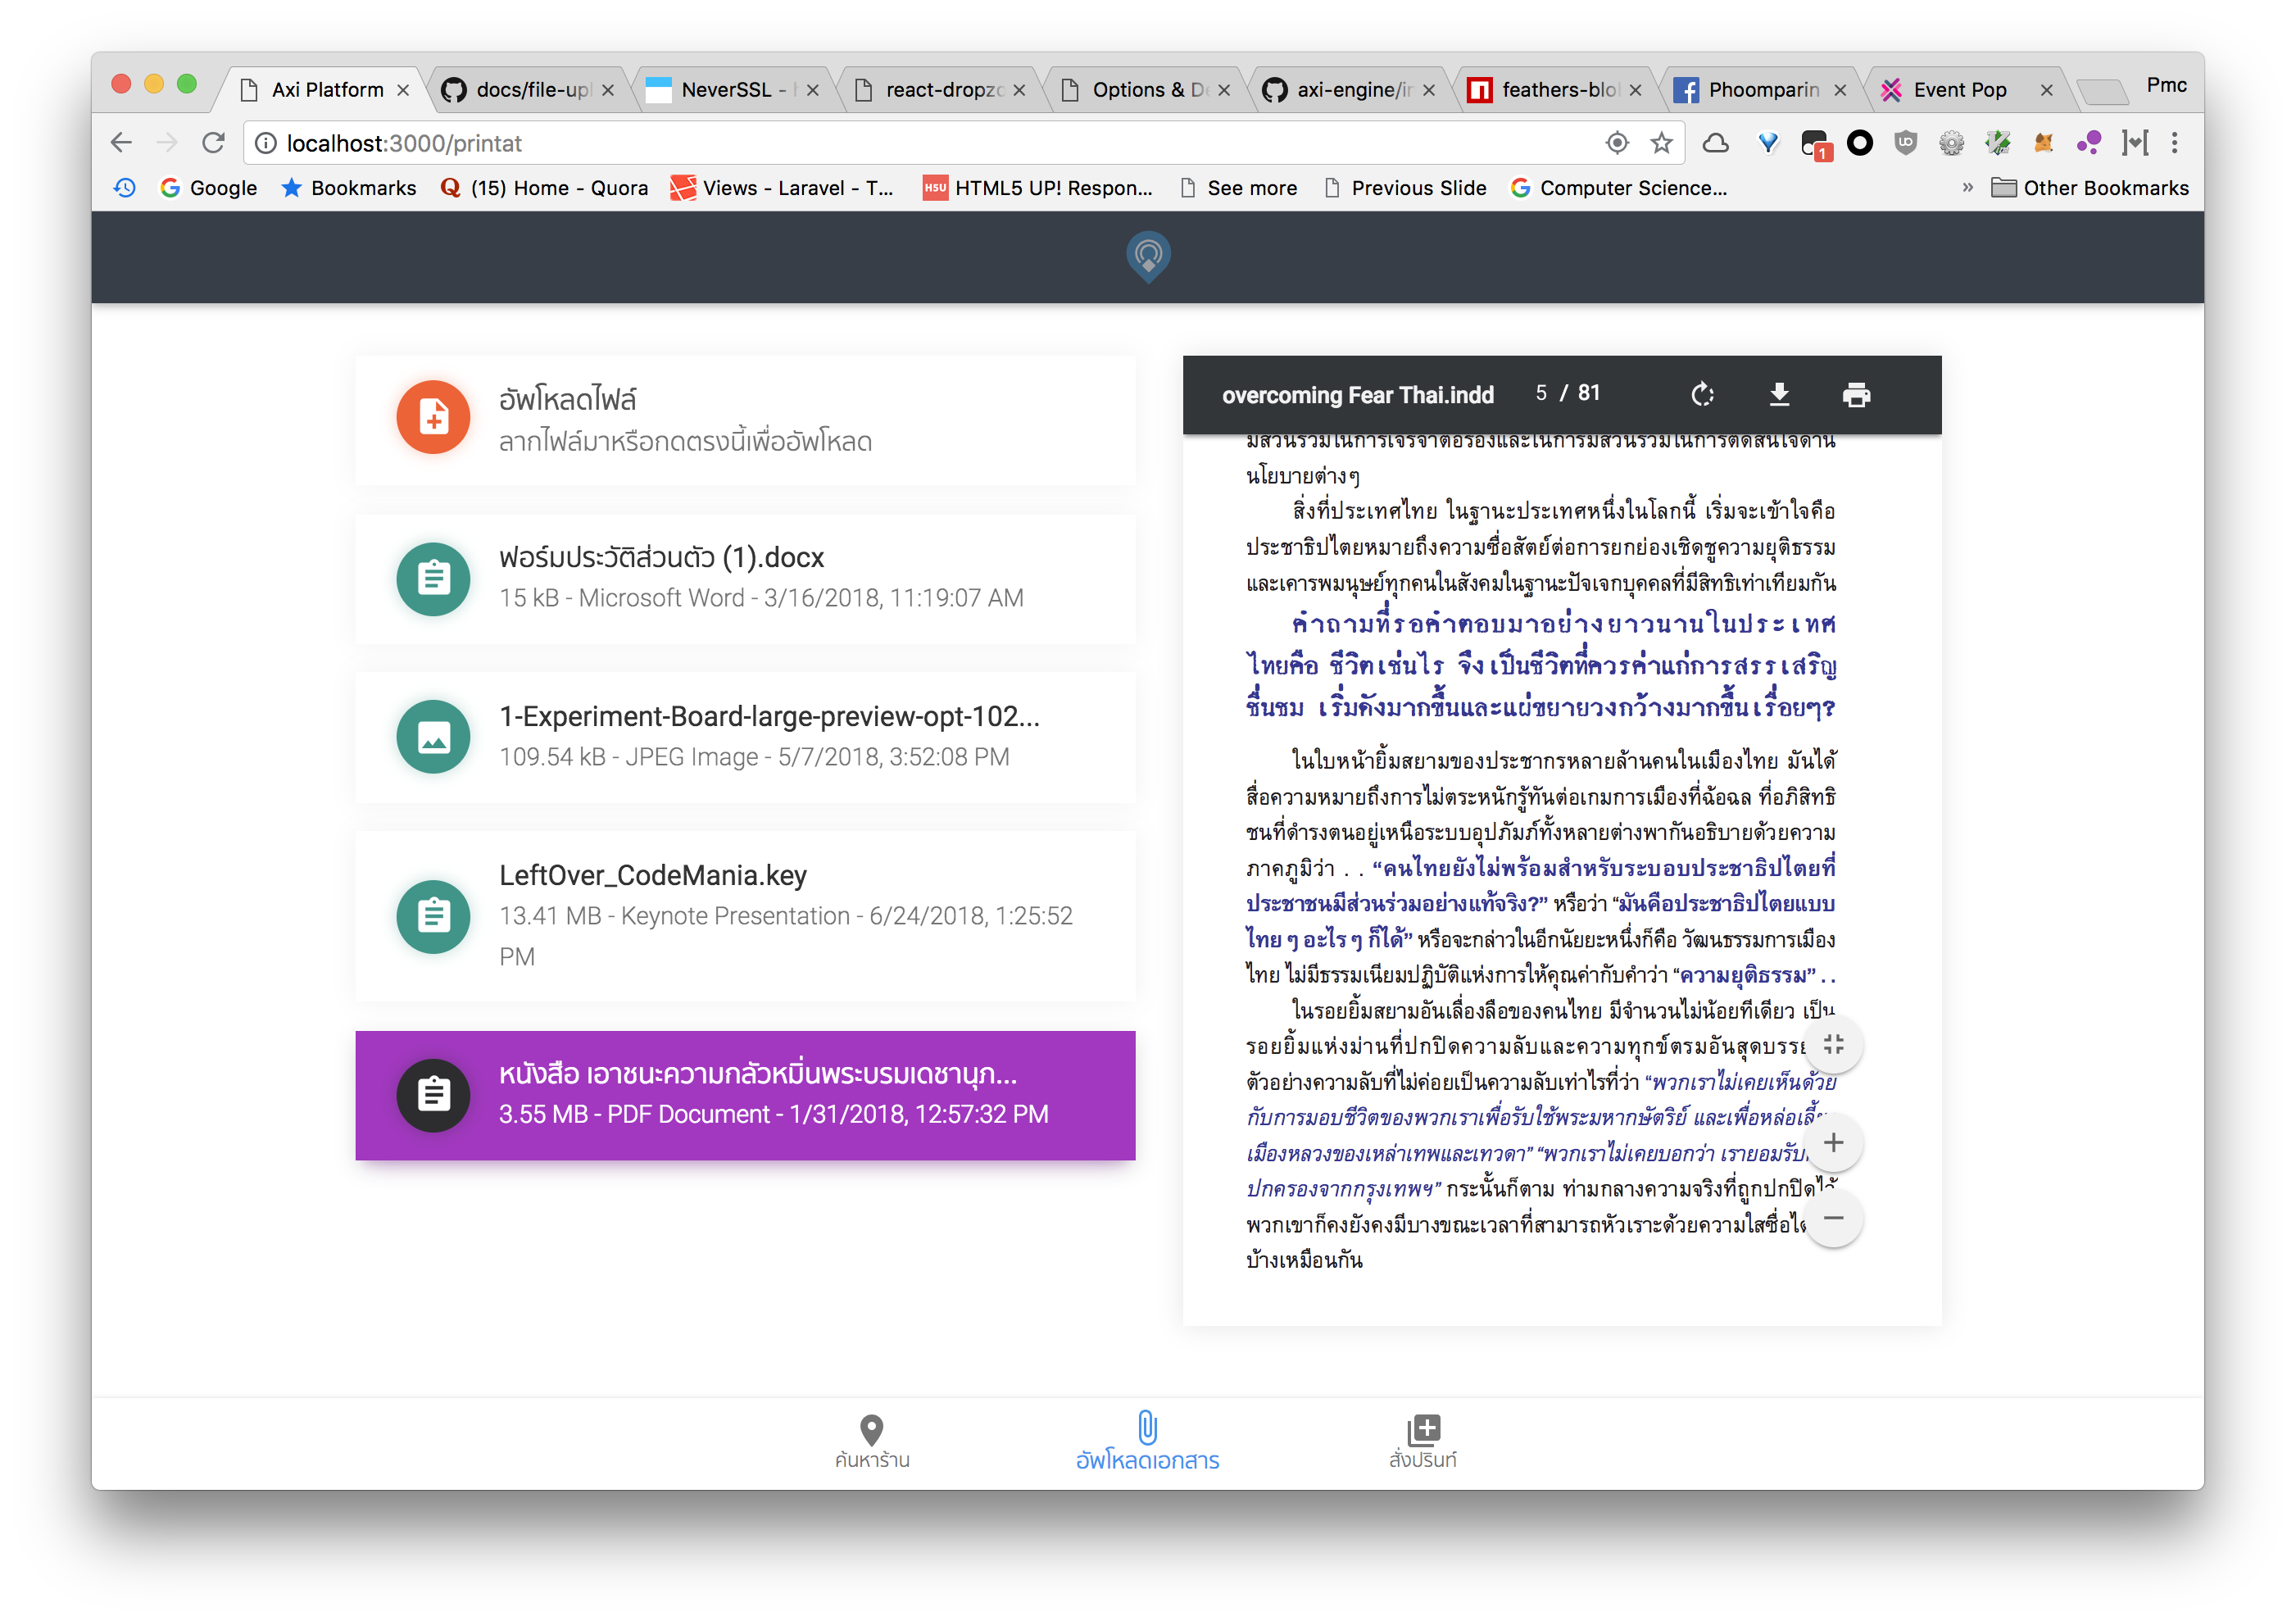 Axi Platform
docs/file-upl
NeverSSL - 
react-dropzo
Options & De
axi-engine/
feathers-blo
Phoomparin
Event Pop
Pmc
localhost:3000/printat
1
Google
Bookmarks
(15) Home - Quora
Views - Laravel - T...
H5U
HTML5 UP! Respon...
See more
Previous Slide
Computer Science...
»
Other Bookmarks
อัพโหลดไฟล์
ลากไฟล์มาหรือกดตรงนี้เพื่ออัพโหลด
ฟอร์มประวัติส่วนตัว (1).docx
15 kB - Microsoft Word - 3/16/2018, 11:19:07 AM
1-Experiment-Board-large-preview-opt-102...
109.54 kB - JPEG Image - 5/7/2018, 3:52:08 PM
LeftOver_CodeMania.key
13.41 MB - Keynote Presentation - 6/24/2018, 1:25:52
PM
หนังสือ เอาชนะความกลัวหมิ่นพระบรมเดชานุภ...
3.55 MB - PDF Document - 1/31/2018, 12:57:32 PM
overcoming Fear Thai.indd
5 / 81
มีส่วนร่วมในการเจรจาต่อรองและในการมีส่วนร่วมในการตัดสินใจด้าน
นโยบายต่างๆ
สิ่งที่ประเทศไทย ในฐานะประเทศหนึ่งในโลกนี้ เริ่มจะเข้าใจคือ
ประชาธิปไตยหมายถึงความซื่อสัตย์ต่อการยกย่องเชิดชูความยุติธรรม
และเคารพมนุษย์ทุกคนในสังคมในฐานะปัจเจกบุคคลที่มีสิทธิเท่าเทียมกัน
คำถามที่รอคำตอบมาอย่างยาวนานในประเทศ
ไทยคือ ชีวิตเช่นไร จึงเป็นชีวิตที่ควรค่าแก่การสรรเสริญ
ชื่นชม เริ่มดังมากขึ้นและแผ่ขยายวงกว้างมากขึ้นเรื่อยๆ?
ในใบหน้ายิ้มสยามของประชากรหลายล้านคนในเมืองไทย มันได้
สื่อความหมายถึงการไม่ตระหนักรู้ทันต่อเกมการเมืองที่ฉ้อฉล ที่อภิสิทธิ
ชนที่ดำรงตนอยู่เหนือระบบอุปภัมภ์ทั้งหลายต่างพากันอธิบายด้วยความ
ภาคภูมิว่า . . “คนไทยยังไม่พร้อมสำหรับระบอบประชาธิปไตยที่
ประชาชนมีส่วนร่วมอย่างแท้จริง?” หรือว่า “มันคือประชาธิปไตยแบบ
ไทย ๆ อะไร ๆ ก็ได้” หรือจะกล่าวในอีกนัยยะหนึ่งก็คือ วัฒนธรรมการเมือง
ไทย ไม่มีธรรมเนียมปฏิบัติแห่งการให้คุณค่ากับคำว่า “ความยุติธรรม” . .
ในรอยยิ้มสยามอันเลื่องลือของคนไทย มีจำนวนไม่น้อยทีเดียว เป็น
รอยยิ้มแห่งม่านที่ปกปิดความลับและความทุกข์ตรมอันสุดบรรย
ตัวอย่างความลับที่ไม่ค่อยเป็นความลับเท่าไรที่ว่า “พวกเราไม่เคยเห็นด้วย
กับการมอบชีวิตของพวกเราเพื่อรับใช้พระมหากษัตริย์ และเพื่อหล่อเลี้ย
เมืองหลวงของเหล่าเทพและเทวดา” “พวกเราไม่เคยบอกว่า เรายอมรับ
ปกครองจากกรุงเทพฯ” กระนั้นก็ตาม ท่ามกลางความจริงที่ถูกปกปิดไว้
พวกเขาก็คงยังคงมีบางขณะเวลาที่สามารถหัวเราะด้วยความใสซื่อได้
บ้างเหมือนกัน
ค้นหาร้าน
อัพโหลดเอกสาร
สั่งปรินท์